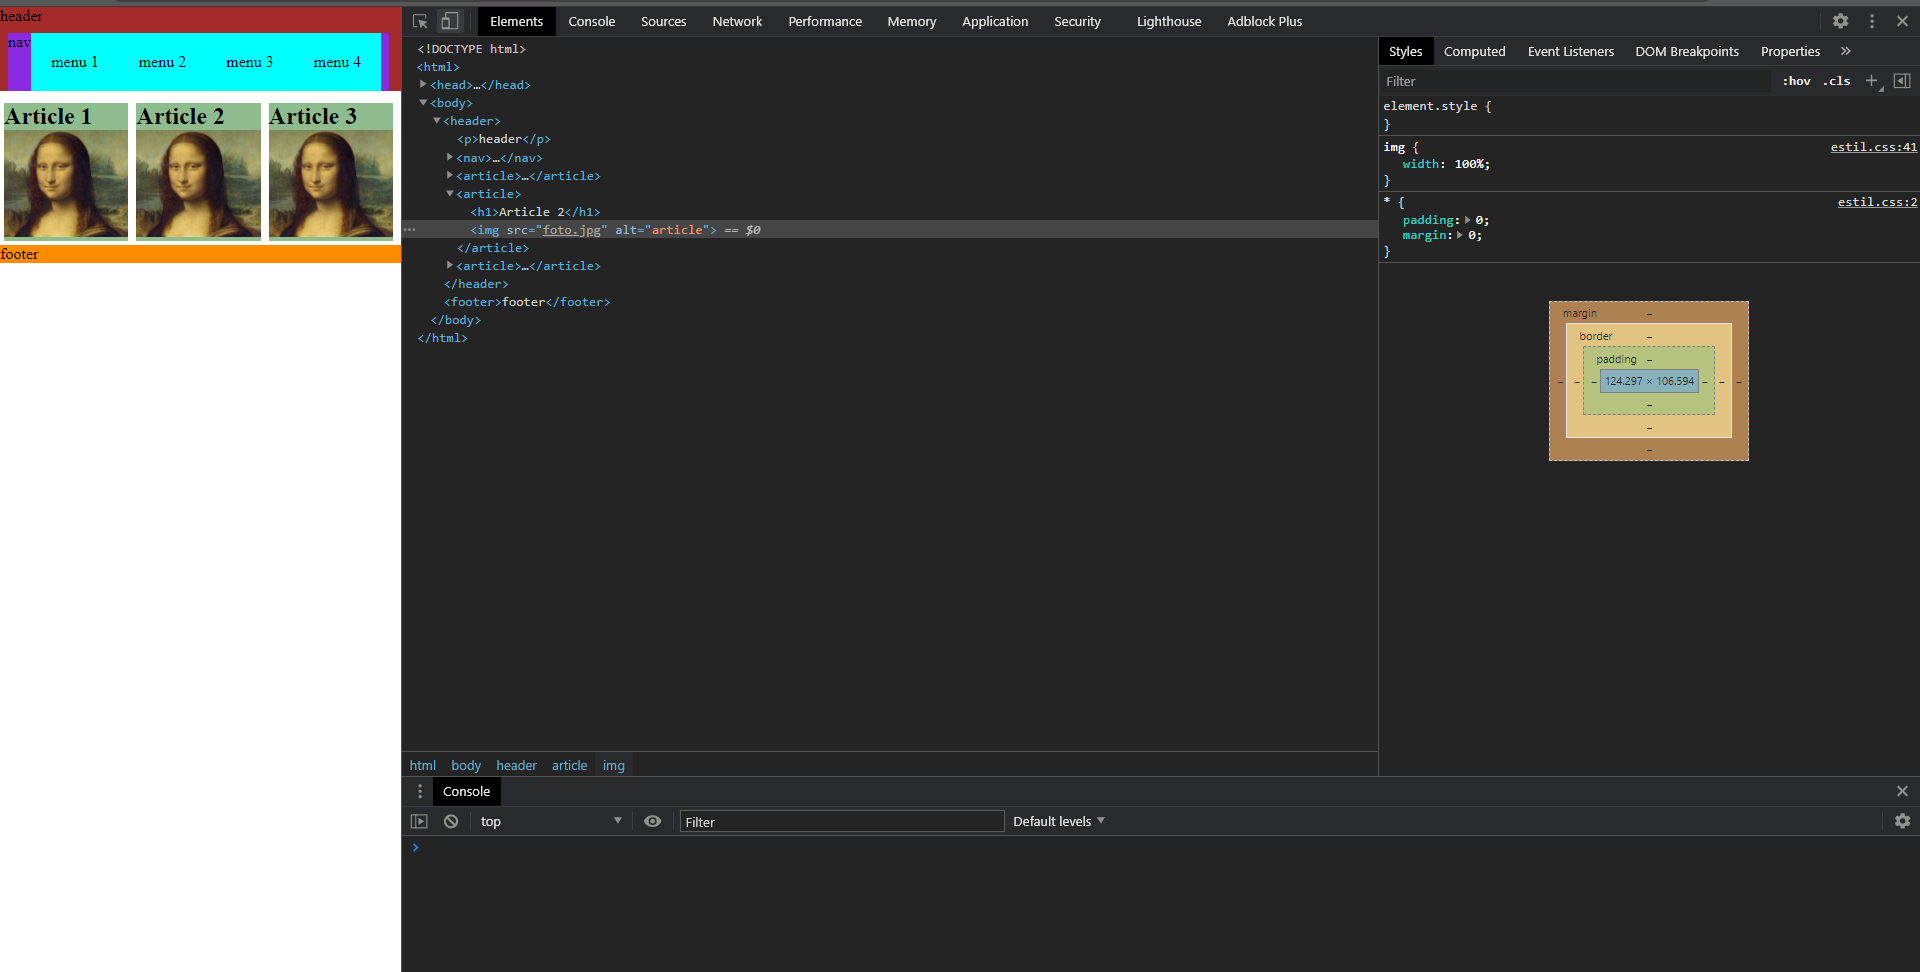 header
nav
menu 1 menu 2 menu 3 menu 4
Article 1 Article 2 Article 3
footer
Elements Console Sources Network Performance Memory Application Security Lighthouse Adblock Plus
<!DOCTYPE html>
<html>
<head>…</head>
<body>
<header>
<p>header</p>
<nav>…</nav>
<article>…</article>
<article>
<h1>Article 2</h1>
<img src="foto.jpg" alt="article"> == $0
</article>
<article>…</article>
</header>
<footer>footer</footer>
</body>
</html>
html body header article img
Styles Computed Event Listeners DOM Breakpoints Properties »
Filter :hov .cls +
element.style {
}
img { estil.css:41
width: 100%;
}
* { estil.css:2
padding: 0;
margin: 0;
}
margin –
border –
padding –
– – – 124.297 × 106.594 – – –
–
–
–
Console
top Filter Default levels
>